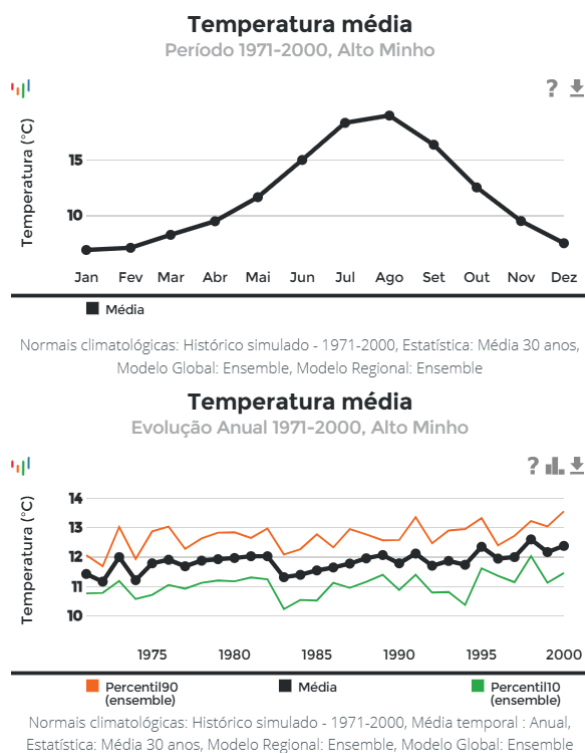 Temperatura média
Período 1971-2000, Alto Minho
?
Temperatura (°C)
15
10
Jan Fev Mar Abr Mai Jun Jul Ago Set Out Nov Dez
Média
Normais climatológicas: Histórico simulado - 1971-2000, Estatística: Média 30 anos,
Modelo Global: Ensemble, Modelo Regional: Ensemble
Temperatura média
Evolução Anual 1971-2000, Alto Minho
?
Temperatura (°C)
14
13
12
11
10
1975 1980 1985 1990 1995 2000
Percentil90 Média Percentil10
(ensemble) (ensemble)
Normais climatológicas: Histórico simulado - 1971-2000, Média temporal : Anual,
Estatística: Média 30 anos, Modelo Regional: Ensemble, Modelo Global: Ensemble